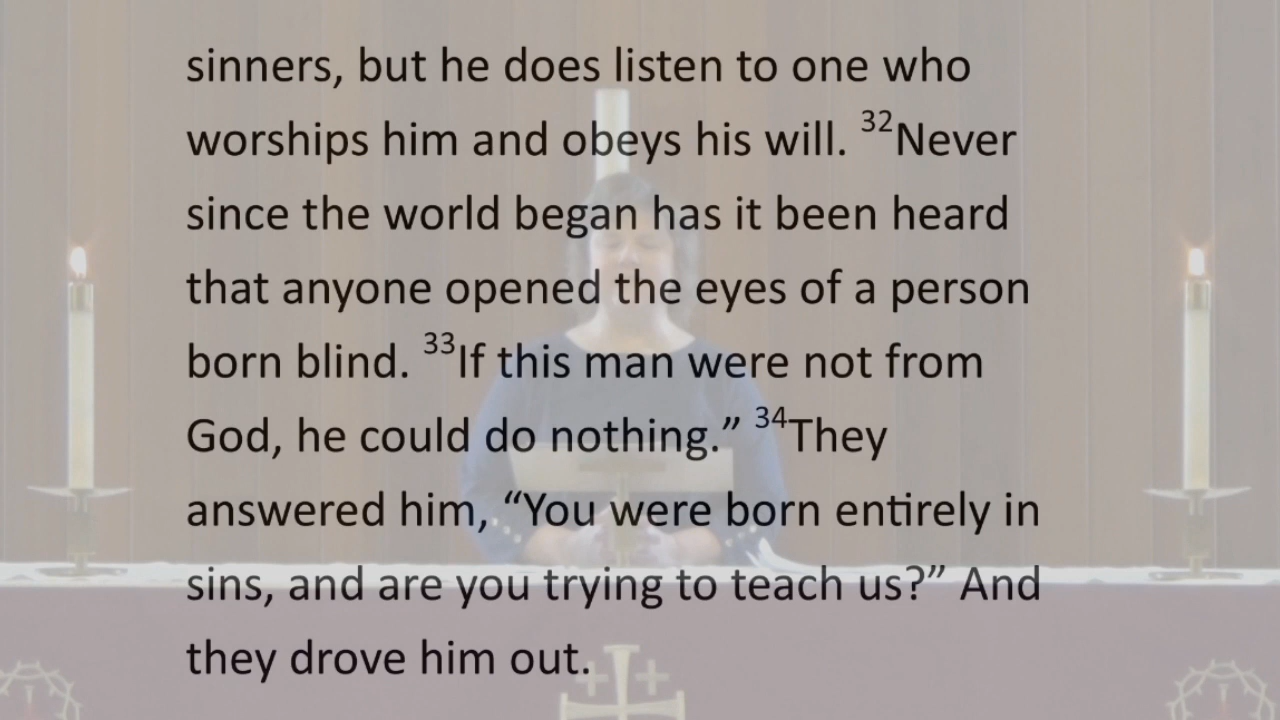 sinners, but he does listen to one who
worships him and obeys his will. ³²Never
since the world began has it been heard
that anyone opened the eyes of a person
born blind. ³³If this man were not from
God, he could do nothing.” ³⁴They
answered him, “You were born entirely in
sins, and are you trying to teach us?” And
they drove him out.